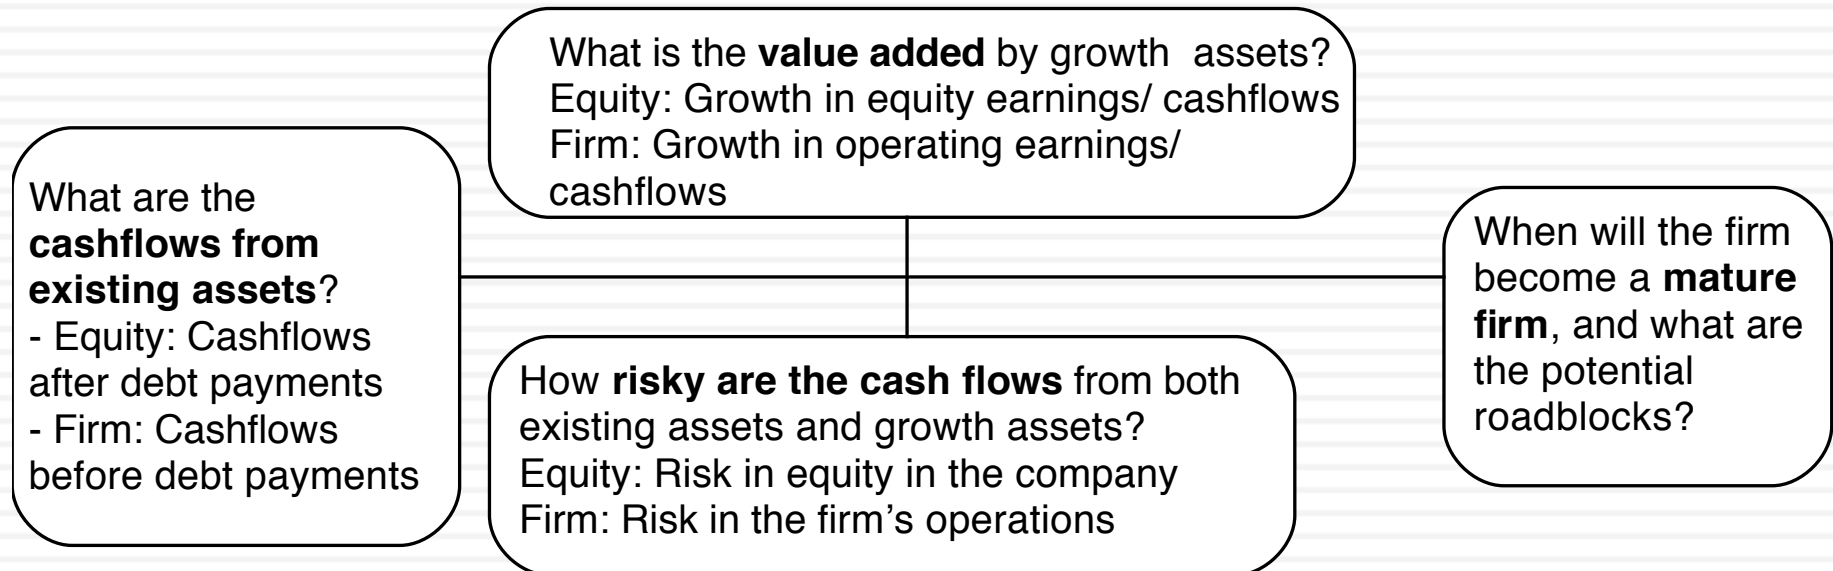 What is the value added by growth  assets?
Equity: Growth in equity earnings/ cashflows
Firm: Growth in operating earnings/
cashflows
What are the
cashflows from
existing assets?
- Equity: Cashflows
after debt payments
- Firm: Cashflows
before debt payments
How risky are the cash flows from both
existing assets and growth assets?
Equity: Risk in equity in the company
Firm: Risk in the firm’s operations
When will the firm
become a mature
firm, and what are
the potential
roadblocks?